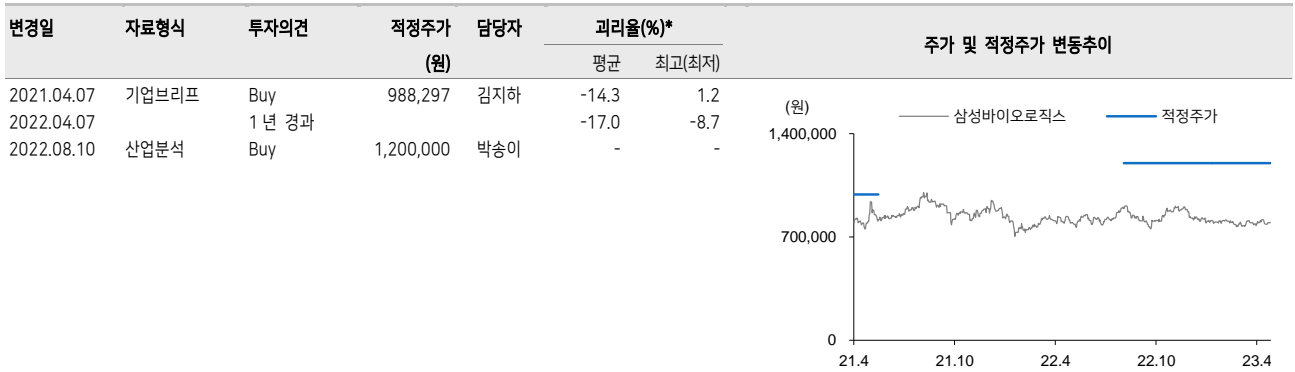 변경일 자료형식 투자의견 적정주가 담당자 괴리율(%)*
(원) 평균 최고(최저)
2021.04.07 기업브리프 Buy 988,297 김지하 -14.3 1.2
2022.04.07 1년 경과 -17.0 -8.7
2022.08.10 산업분석 Buy 1,200,000 박송이 - -
주가 및 적정주가 변동추이
(원)
삼성바이오로직스 적정주가
1,400,000
700,000
0
21.4 21.10 22.4 22.10 23.4